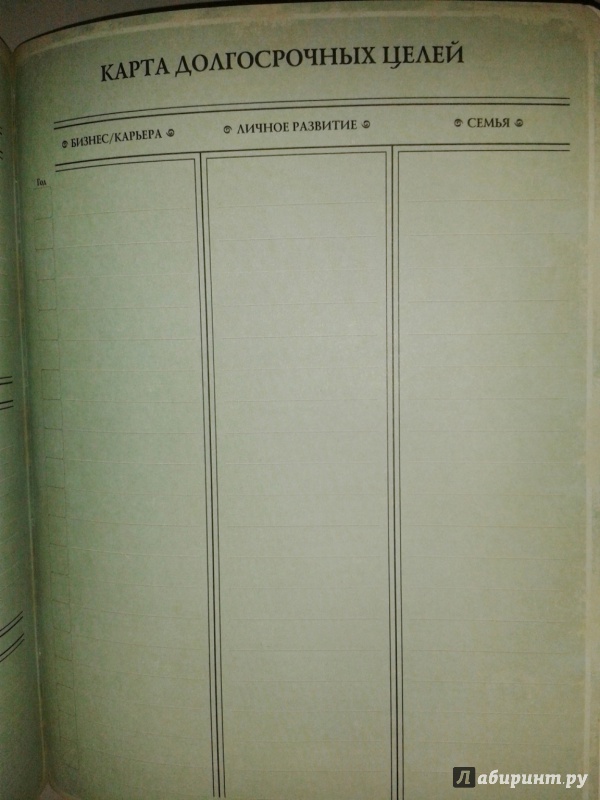 КАРТА ДОЛГОСРОЧНЫХ ЦЕЛЕЙ
БИЗНЕС/КАРЬЕРА
ЛИЧНОЕ РАЗВИТИЕ
СЕМЬЯ
Год
Лабиринт.ру